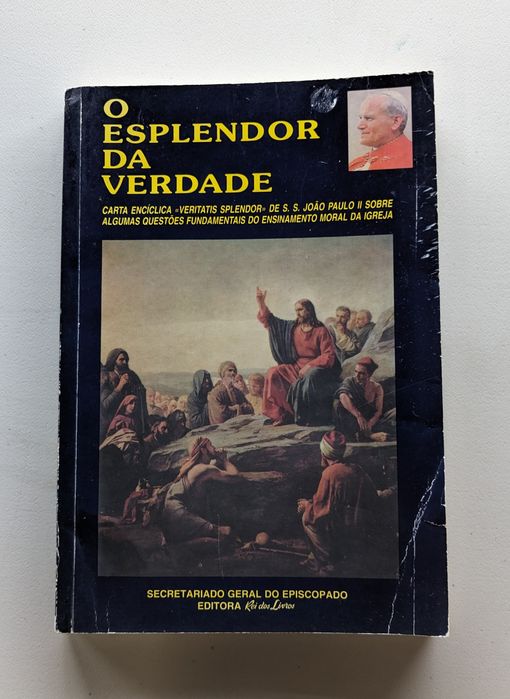 O
ESPLENDOR
DA
VERDADE
CARTA ENCÍCLICA «VERITATIS SPLENDOR» DE S. S. JOÃO PAULO II SOBRE
ALGUMAS QUESTÕES FUNDAMENTAIS DO ENSINAMENTO MORAL DA IGREJA
SECRETARIADO GERAL DO EPISCOPADO
EDITORA Rei dos Livros